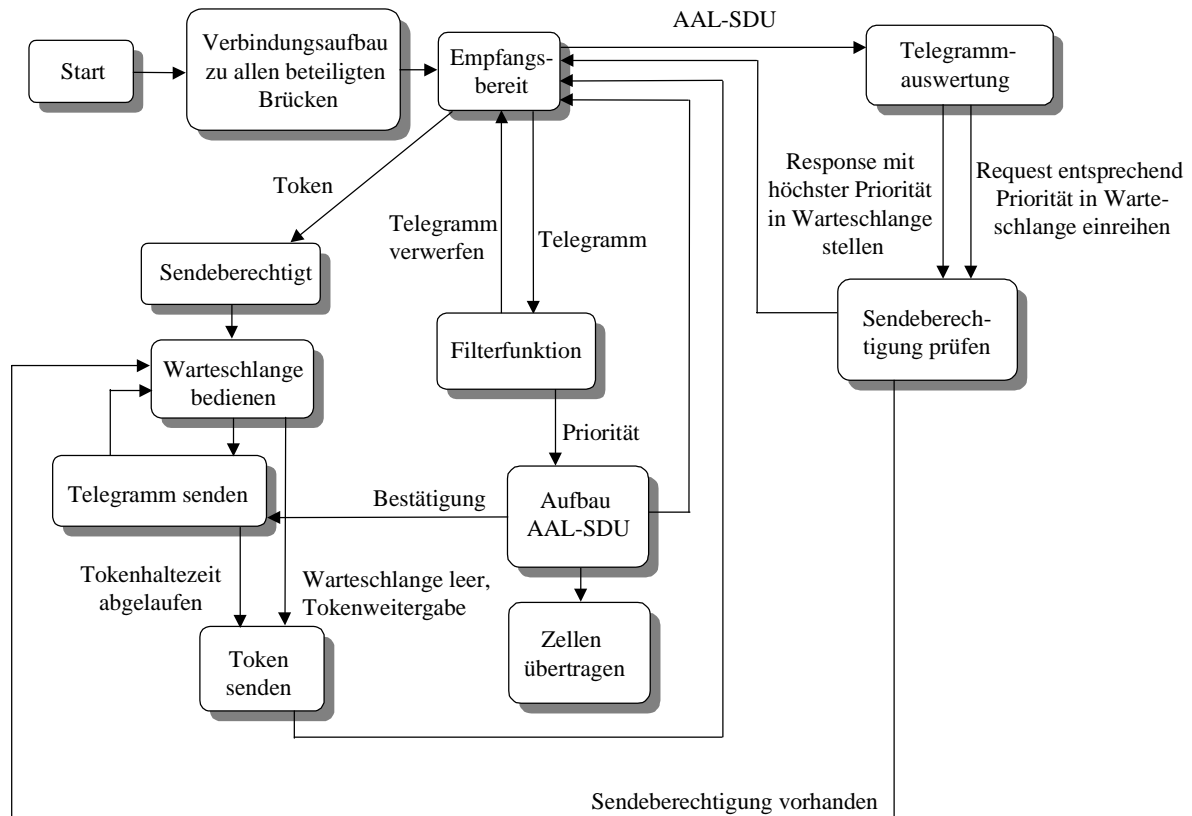 AAL-SDU
Start
Verbindungsaufbau
zu allen beteiligten
Brücken
Empfangs-
bereit
Telegramm-
auswertung
Token
Telegramm
verwerfen
Telegramm
Response mit
höchster Priorität
in Warteschlange
stellen
Request entsprechend
Priorität in Warte-
schlange einreihen
Sendeberechtigt
Filterfunktion
Sendeberech-
tigung prüfen
Warteschlange
bedienen
Priorität
Telegramm senden
Bestätigung
Aufbau
AAL-SDU
Tokenhaltezeit
abgelaufen
Warteschlange leer,
Tokenweitergabe
Token
senden
Zellen
übertragen
Sendeberechtigung vorhanden